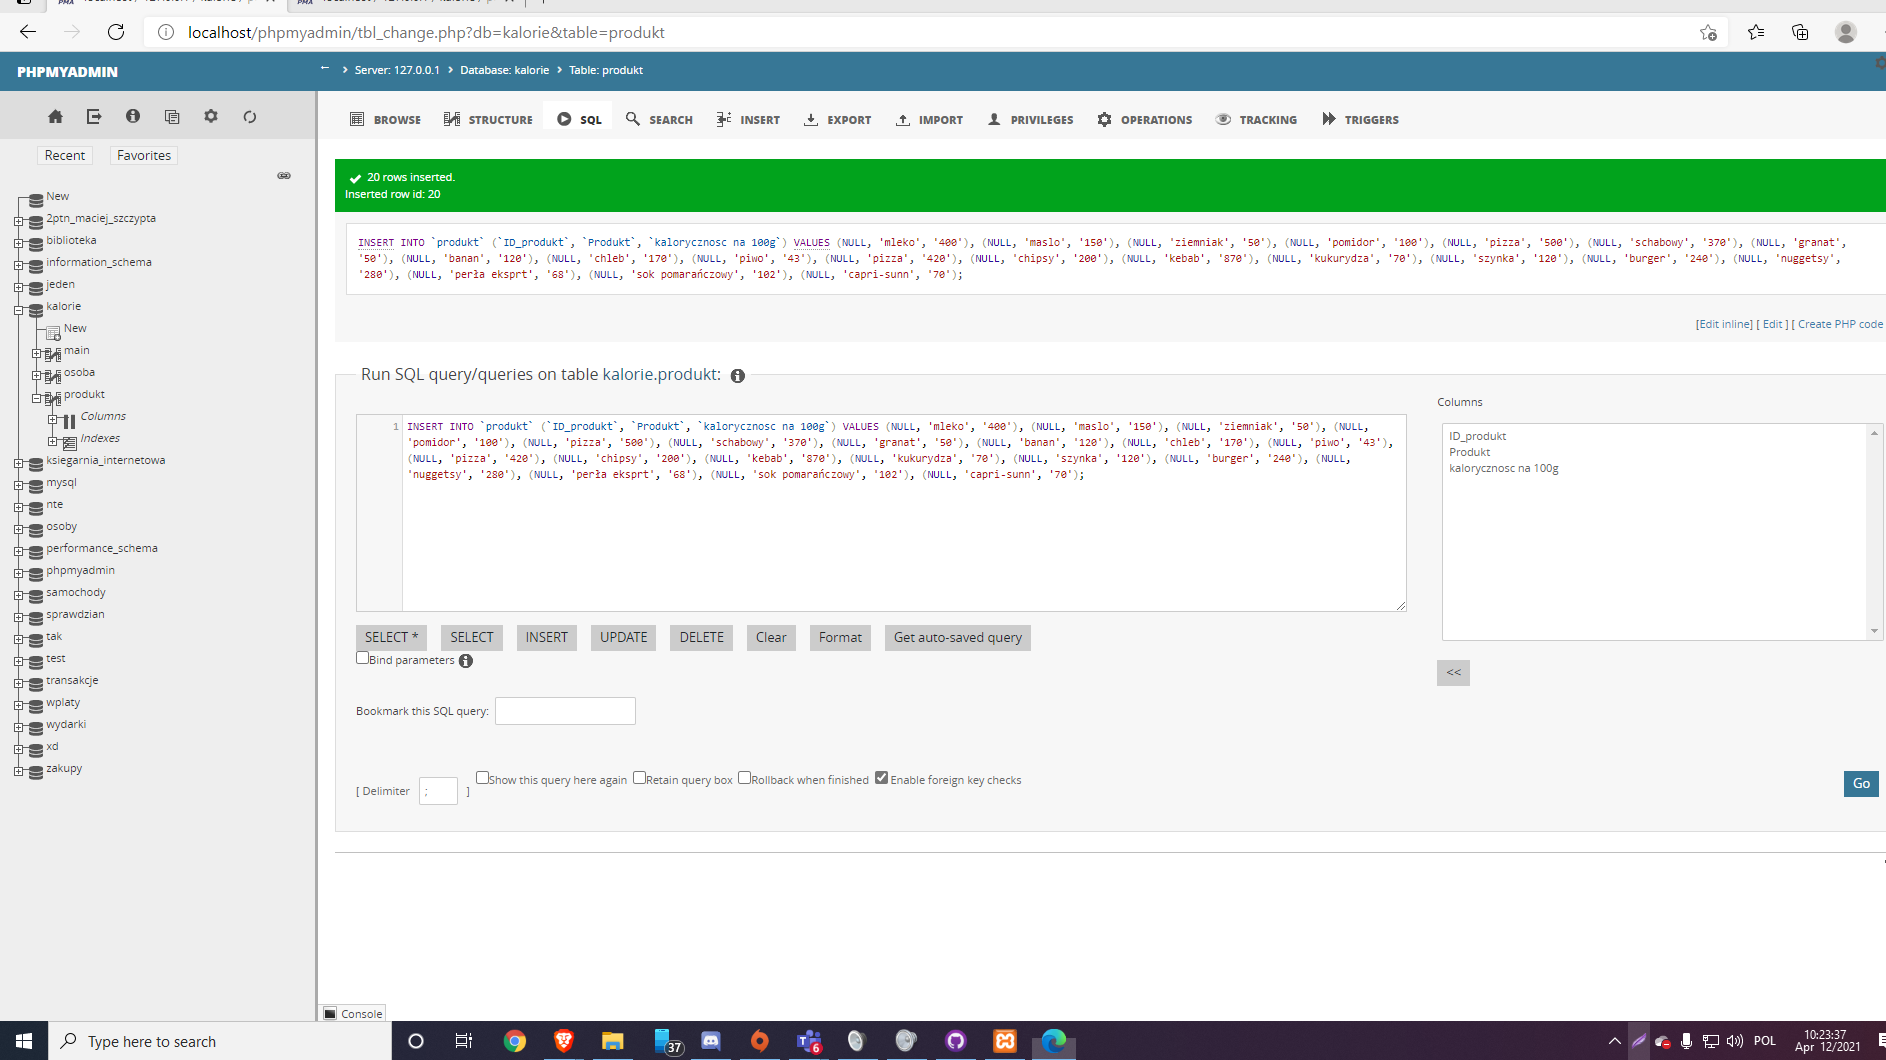 localhost/phpmyadmin/tbl_change.php?db=kalorie&table=produkt
PHPMYADMIN
← › Server: 127.0.0.1 › Database: kalorie › Table: produkt
BROWSE STRUCTURE SQL SEARCH INSERT EXPORT IMPORT PRIVILEGES OPERATIONS TRACKING TRIGGERS
Recent Favorites
New
2ptn_maciej_szczypta
biblioteka
information_schema
jeden
kalorie
New
main
osoba
produkt
Columns
Indexes
ksiegarnia_internetowa
mysql
nte
osoby
performance_schema
phpmyadmin
samochody
sprawdzian
tak
test
transakcje
wplaty
wydarki
xd
zakupy
20 rows inserted.
Inserted row id: 20
INSERT INTO `produkt` (`ID_produkt`, `Produkt`, `kalorycznosc na 100g`) VALUES (NULL, 'mleko', '400'), (NULL, 'maslo', '150'), (NULL, 'ziemniak', '50'), (NULL, 'pomidor', '100'), (NULL, 'pizza', '500'), (NULL, 'schabowy', '370'), (NULL, 'granat',
'50'), (NULL, 'banan', '120'), (NULL, 'chleb', '170'), (NULL, 'piwo', '43'), (NULL, 'pizza', '420'), (NULL, 'chipsy', '200'), (NULL, 'kebab', '870'), (NULL, 'kukurydza', '70'), (NULL, 'szynka', '120'), (NULL, 'burger', '240'), (NULL, 'nuggetsy',
'280'), (NULL, 'perła eksprt', '68'), (NULL, 'sok pomarańczowy', '102'), (NULL, 'capri-sunn', '70');
[Edit inline] [ Edit ] [ Create PHP code
Run SQL query/queries on table kalorie.produkt:
1 INSERT INTO `produkt` (`ID_produkt`, `Produkt`, `kalorycznosc na 100g`) VALUES (NULL, 'mleko', '400'), (NULL, 'maslo', '150'), (NULL, 'ziemniak', '50'), (NULL,
'pomidor', '100'), (NULL, 'pizza', '500'), (NULL, 'schabowy', '370'), (NULL, 'granat', '50'), (NULL, 'banan', '120'), (NULL, 'chleb', '170'), (NULL, 'piwo', '43'),
(NULL, 'pizza', '420'), (NULL, 'chipsy', '200'), (NULL, 'kebab', '870'), (NULL, 'kukurydza', '70'), (NULL, 'szynka', '120'), (NULL, 'burger', '240'), (NULL,
'nuggetsy', '280'), (NULL, 'perła eksprt', '68'), (NULL, 'sok pomarańczowy', '102'), (NULL, 'capri-sunn', '70');
Columns
ID_produkt
Produkt
kalorycznosc na 100g
<<
SELECT * SELECT INSERT UPDATE DELETE Clear Format Get auto-saved query
Bind parameters
Bookmark this SQL query:
[ Delimiter ; ] Show this query here again Retain query box Rollback when finished Enable foreign key checks
Go
Console
Type here to search
37
6
POL
10:23:37
Apr 12/2021